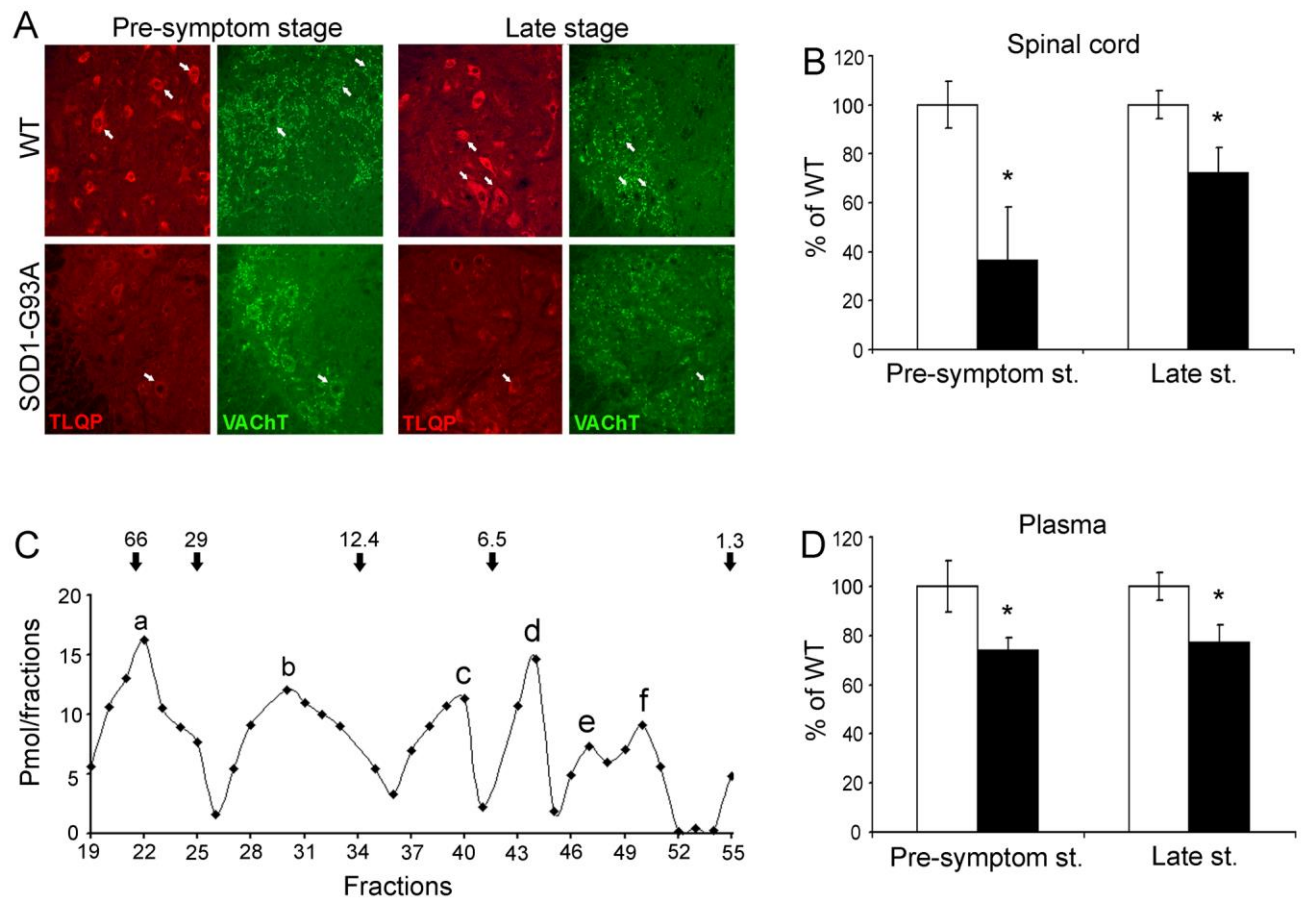 A
Pre-symptom stage
Late stage
WT
SOD1-G93A
TLQP
VAChT
TLQP
VAChT
B
Spinal cord
% of WT
120
100
80
60
40
20
0
*
*
Pre-symptom st.
Late st.
C
66 29 12.4 6.5 1.3
Pmol/fractions
20
15
10
5
0
a b c d e f
19 22 25 28 31 34 37 40 43 46 49 52 55
Fractions
D
Plasma
% of WT
120
100
80
60
40
20
0
*
*
Pre-symptom st.
Late st.